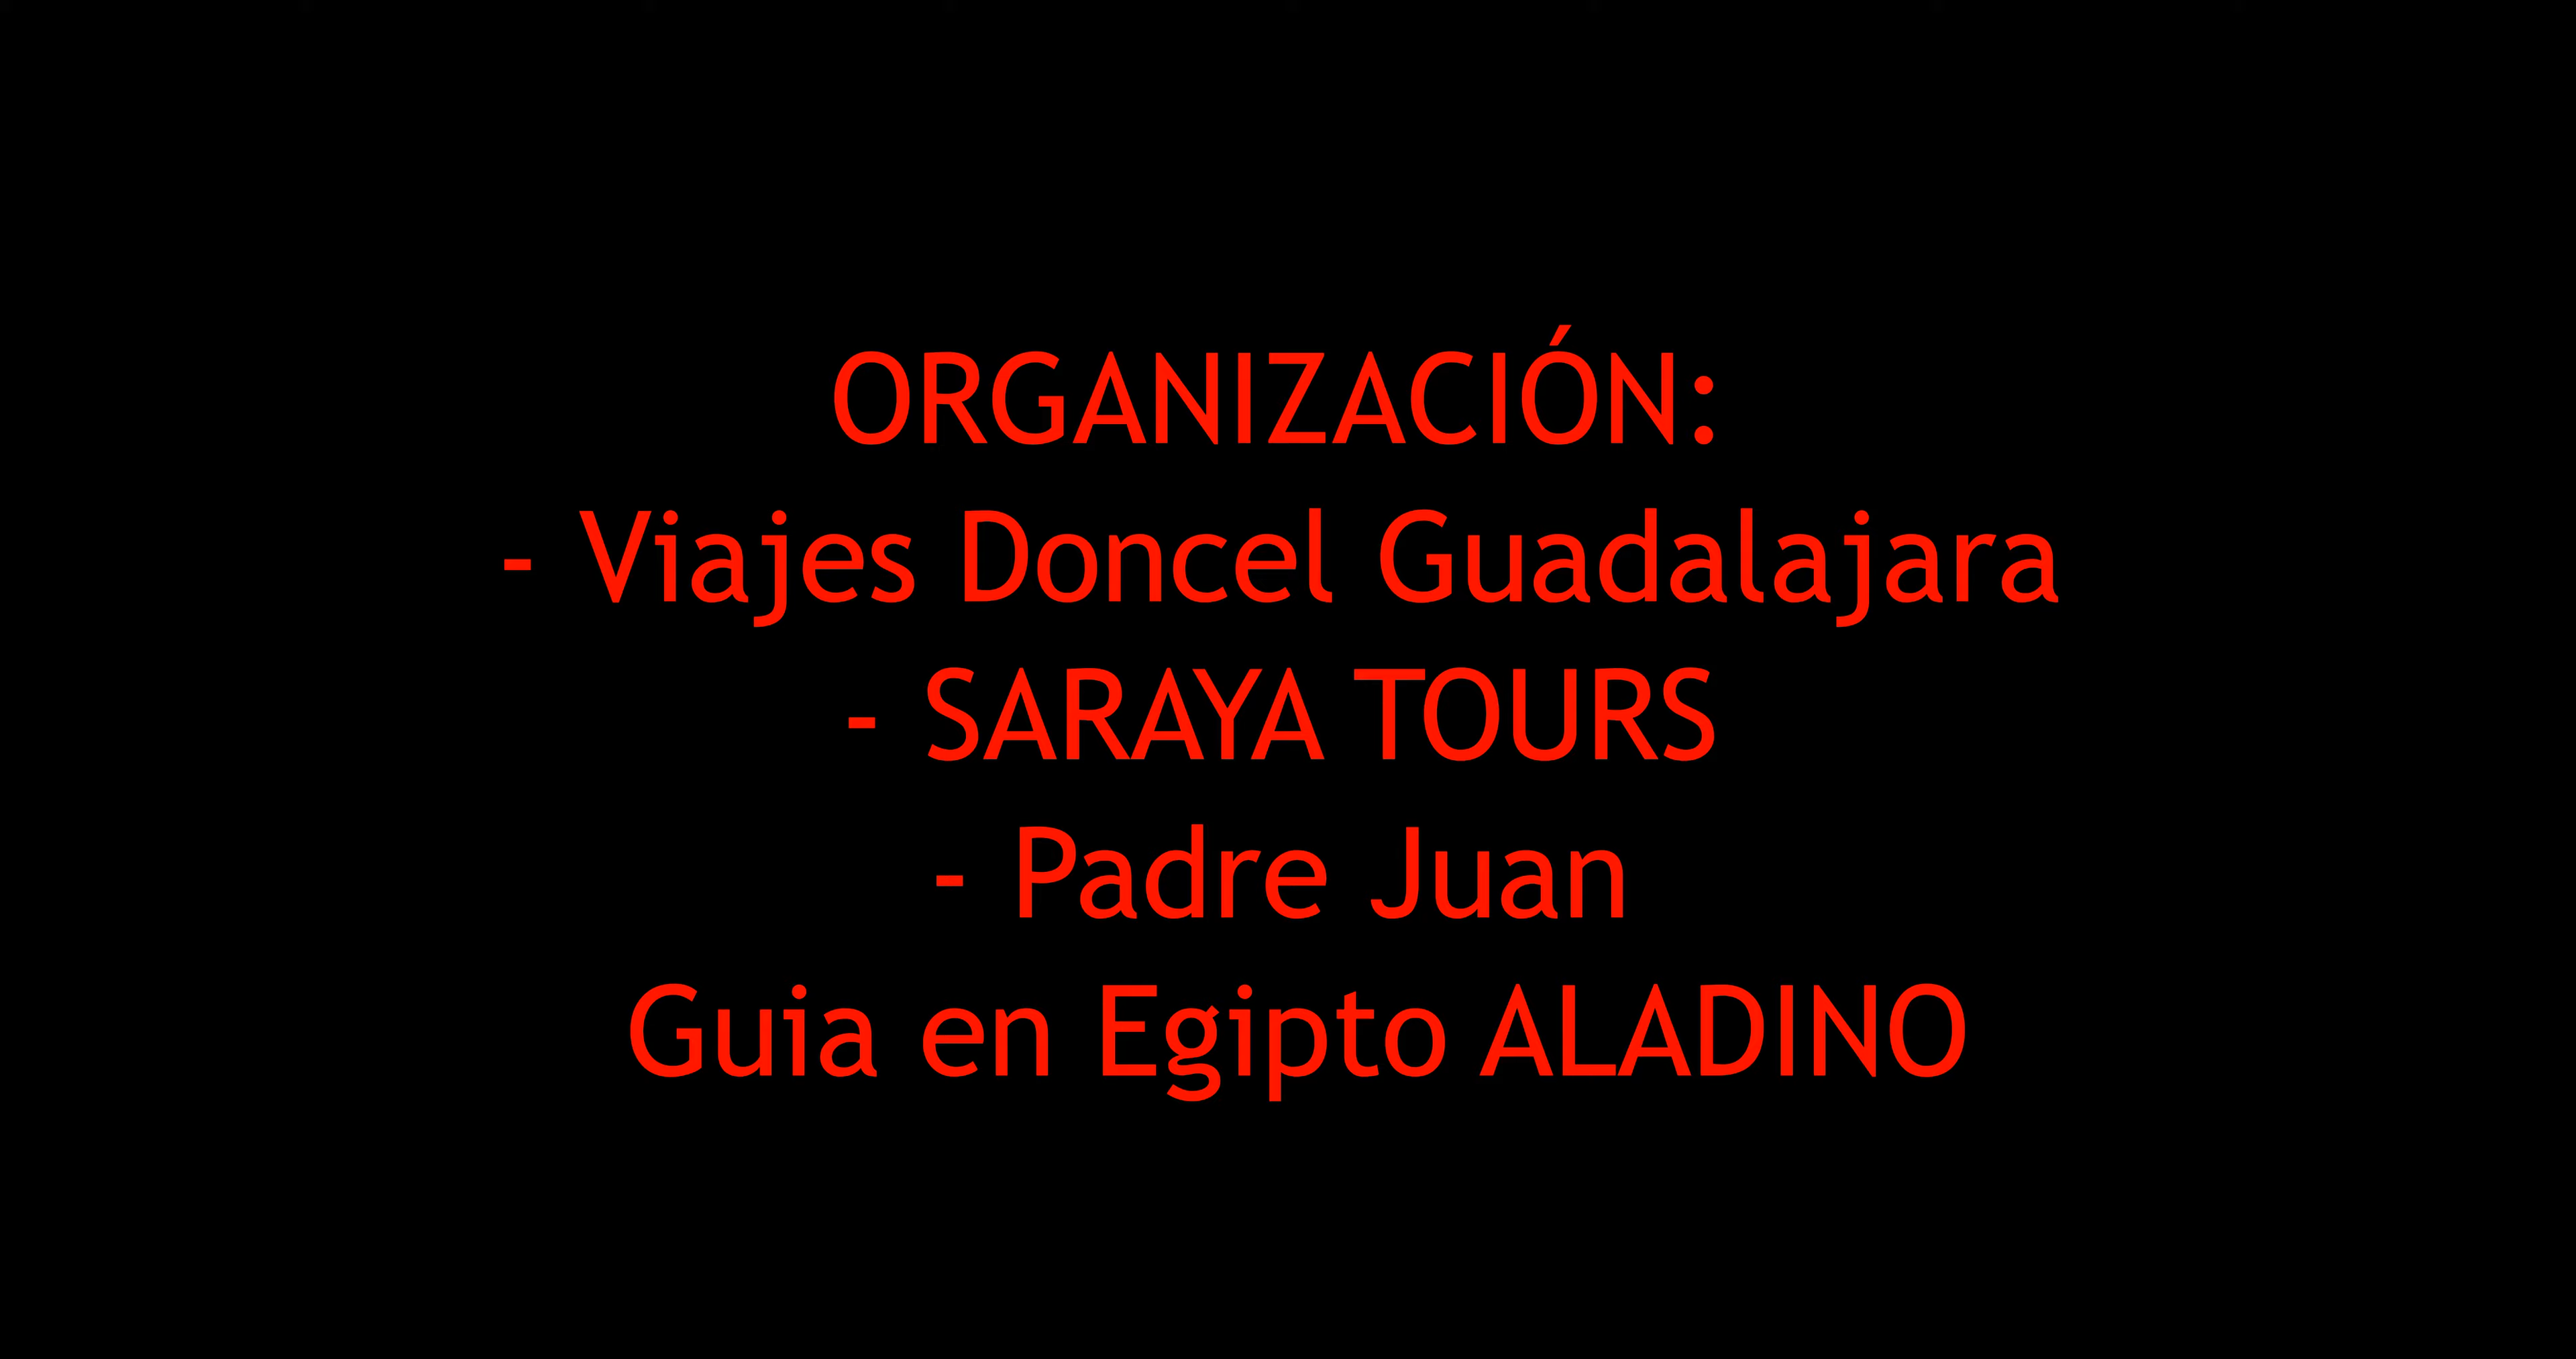 ORGANIZACIÓN:
- Viajes Doncel Guadalajara
- SARAYA TOURS
- Padre Juan
Guia en Egipto ALADINO